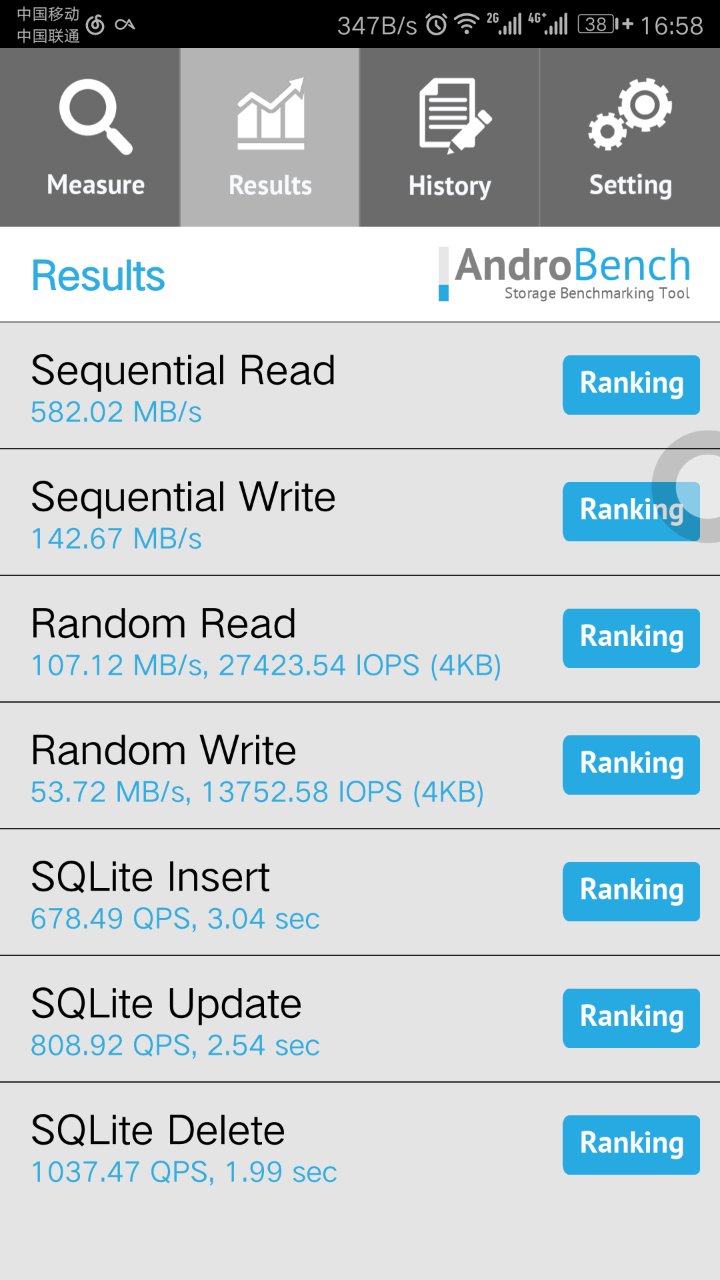 中国移动
中国联通
347B/s 2G 4G+ 38 16:58
Measure Results History Setting
Results
AndroBench
Storage Benchmarking Tool
Sequential Read
582.02 MB/s
Ranking
Sequential Write
142.67 MB/s
Ranking
Random Read
107.12 MB/s, 27423.54 IOPS (4KB)
Ranking
Random Write
53.72 MB/s, 13752.58 IOPS (4KB)
Ranking
SQLite Insert
678.49 QPS, 3.04 sec
Ranking
SQLite Update
808.92 QPS, 2.54 sec
Ranking
SQLite Delete
1037.47 QPS, 1.99 sec
Ranking